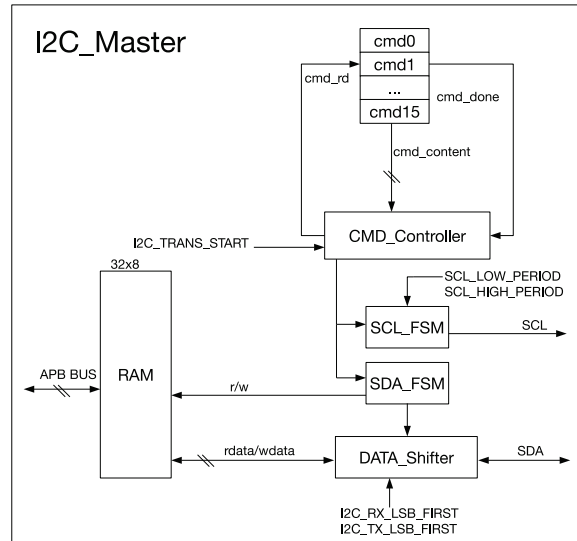 I2C_Master
cmd0
cmd1
...
cmd15
cmd_rd
cmd_done
cmd_content
I2C_TRANS_START
CMD_Controller
32x8
SCL_LOW_PERIOD
SCL_HIGH_PERIOD
SCL_FSM
SCL
APB BUS
RAM
r/w
SDA_FSM
rdata/wdata
DATA_Shifter
SDA
I2C_RX_LSB_FIRST
I2C_TX_LSB_FIRST